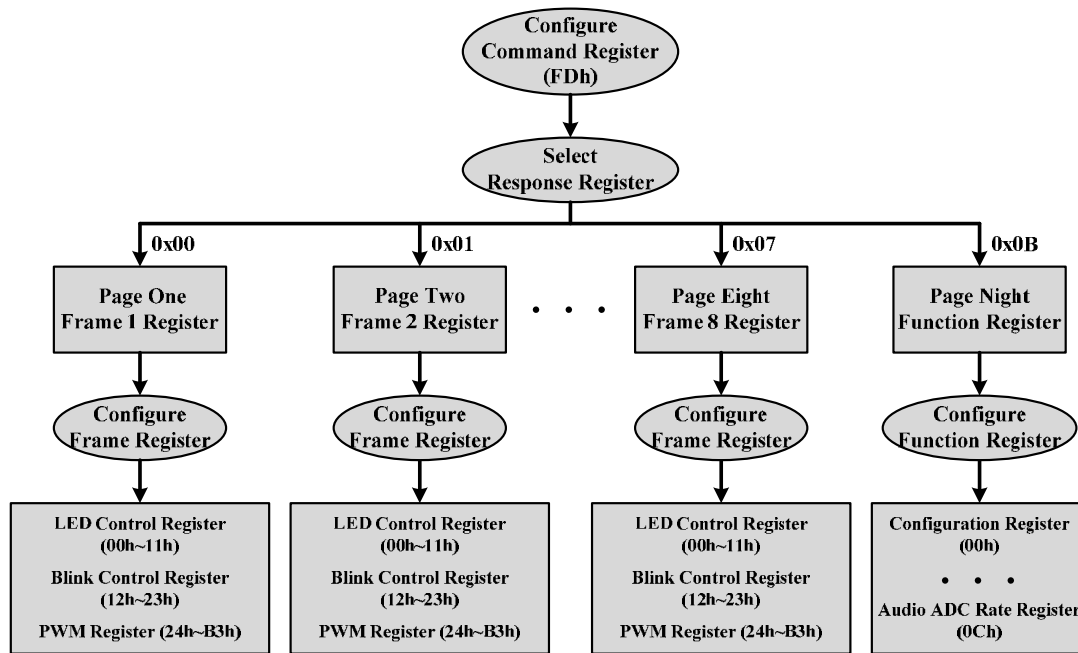 Configure
Command Register
(FDh)
Select
Response Register
0x00
0x01
0x07
0x0B
Page One
Frame 1 Register
Page Two
Frame 2 Register
. . .
Page Eight
Frame 8 Register
Page Night
Function Register
Configure
Frame Register
Configure
Frame Register
Configure
Frame Register
Configure
Function Register
LED Control Register
(00h~11h)
Blink Control Register
(12h~23h)
PWM Register (24h~B3h)
LED Control Register
(00h~11h)
Blink Control Register
(12h~23h)
PWM Register (24h~B3h)
LED Control Register
(00h~11h)
Blink Control Register
(12h~23h)
PWM Register (24h~B3h)
Configuration Register
(00h)
. . .
Audio ADC Rate Register
(0Ch)